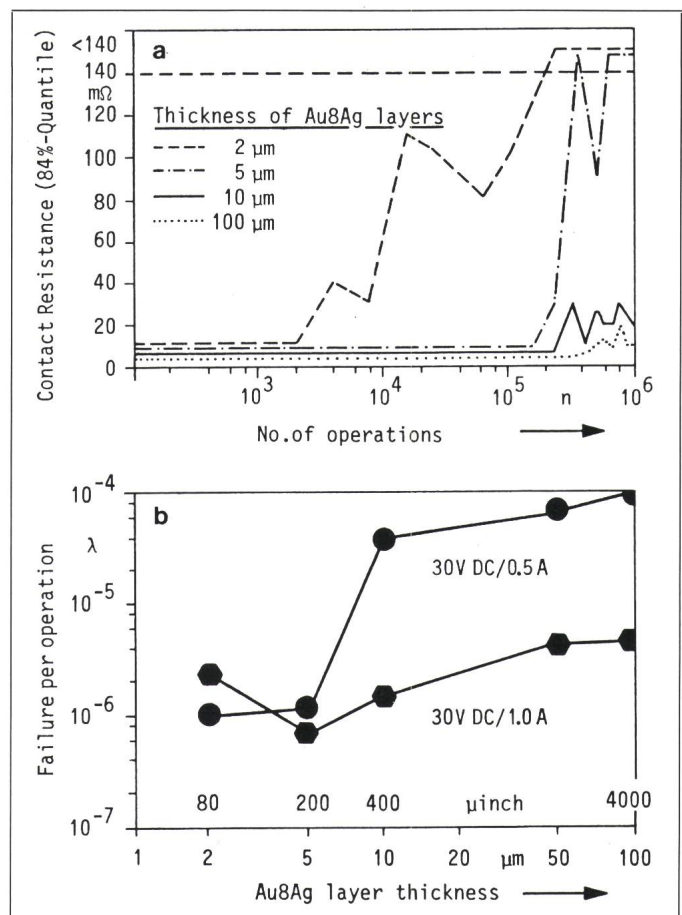 a
Contact Resistance (84%-Quantile)
<140
140
mΩ
120
100
80
60
40
20
0
Thickness of Au8Ag layers
2 µm
5 µm
10 µm
100 µm
10³
10⁴
10⁵
n
10⁶
No.of operations
b
Failure per operation
λ
10⁻⁴
10⁻⁵
10⁻⁶
10⁻⁷
30V DC/0.5A
30V DC/1.0A
80 200 400 µinch 4000
1 2 5 10 20 µm 50 100
Au8Ag layer thickness